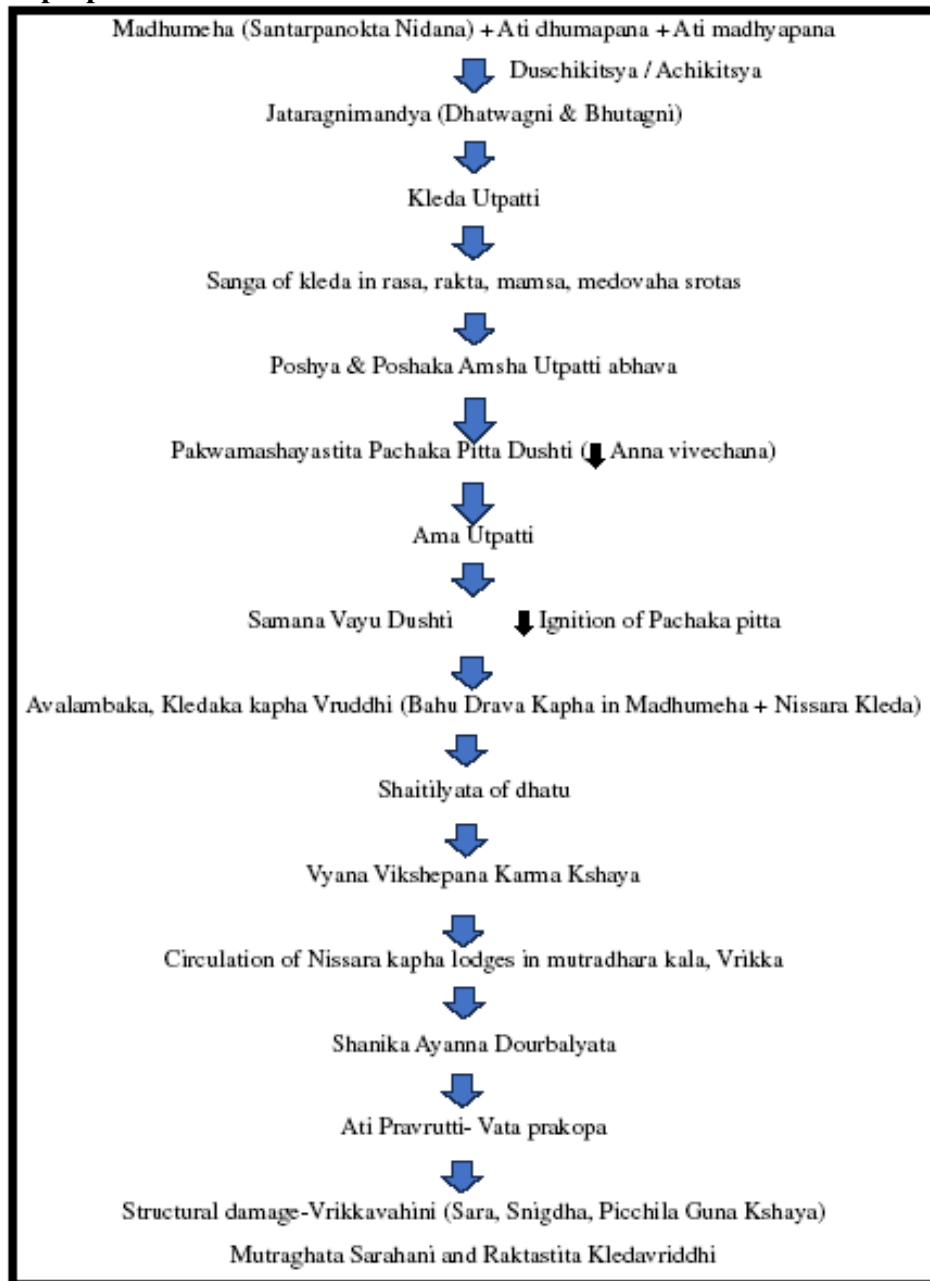 Madhumeha (Santarpanokta Nidana) + Ati dhumapana + Ati madhyapana
Duschikitsya / Achikitsya
Jataragnimandya (Dhatwagni & Bhutagni)
Kleda Utpatti
Sanga of kleda in rasa, rakta, mamsa, medovaha srotas
Poshya & Poshaka Amsha Utpatti abhava
Pakwamashayastita Pachaka Pitta Dushti ( Anna vivechana)
Ama Utpatti
Samana Vayu Dushti Ignition of Pachaka pitta
Avalambaka, Kledaka kapha Vruddhi (Bahu Drava Kapha in Madhumeha + Nissara Kleda)
Shaitilyata of dhatu
Vyana Vikshepana Karma Kshaya
Circulation of Nissara kapha lodges in mutradhara kala, Vrikka
Shanika Ayanna Dourbalyata
Ati Pravrutti- Vata prakopa
Structural damage-Vrikkavahini (Sara, Snigdha, Picchila Guna Kshaya)
Mutraghata Sarahani and Raktastita Kledavriddhi